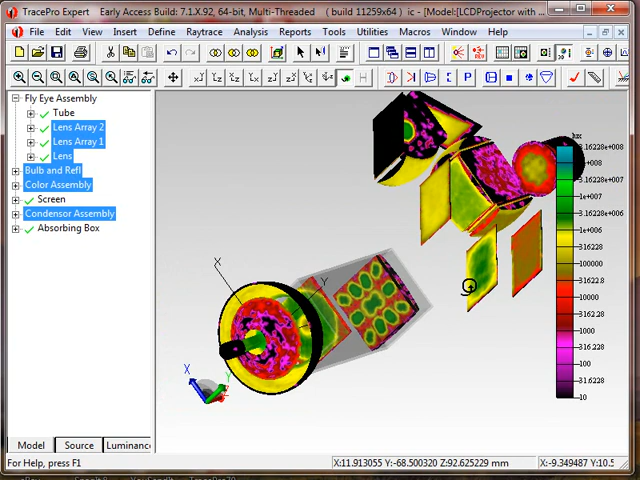 TracePro Expert    Early Access Build: 7.1.X.92, 64-bit, Multi-Threaded    ( build 11259x64 ) ic - [Model:[LCDProjector with ...
File Edit View Insert Define Raytrace Analysis Reports Tools Utilities Macros Window Help
Fly Eye Assembly
Tube
Lens Array 2
Lens Array 1
Lens
Bulb and Refl
Color Assembly
Screen
Condensor Assembly
Absorbing Box
lux
3.16228e+008
e+008
3.16228e+007
1e+007
3.16228e+006
e+006
316228
100000
31622.8
10000
3162.28
1000
316.228
100
31.6228
10
X
Y
X
Y
Model Source Luminanc
For Help, press F1
X:11.913055 Y:-68.500320 Z:92.625229 mm
X:-9.349487 Y:10.5